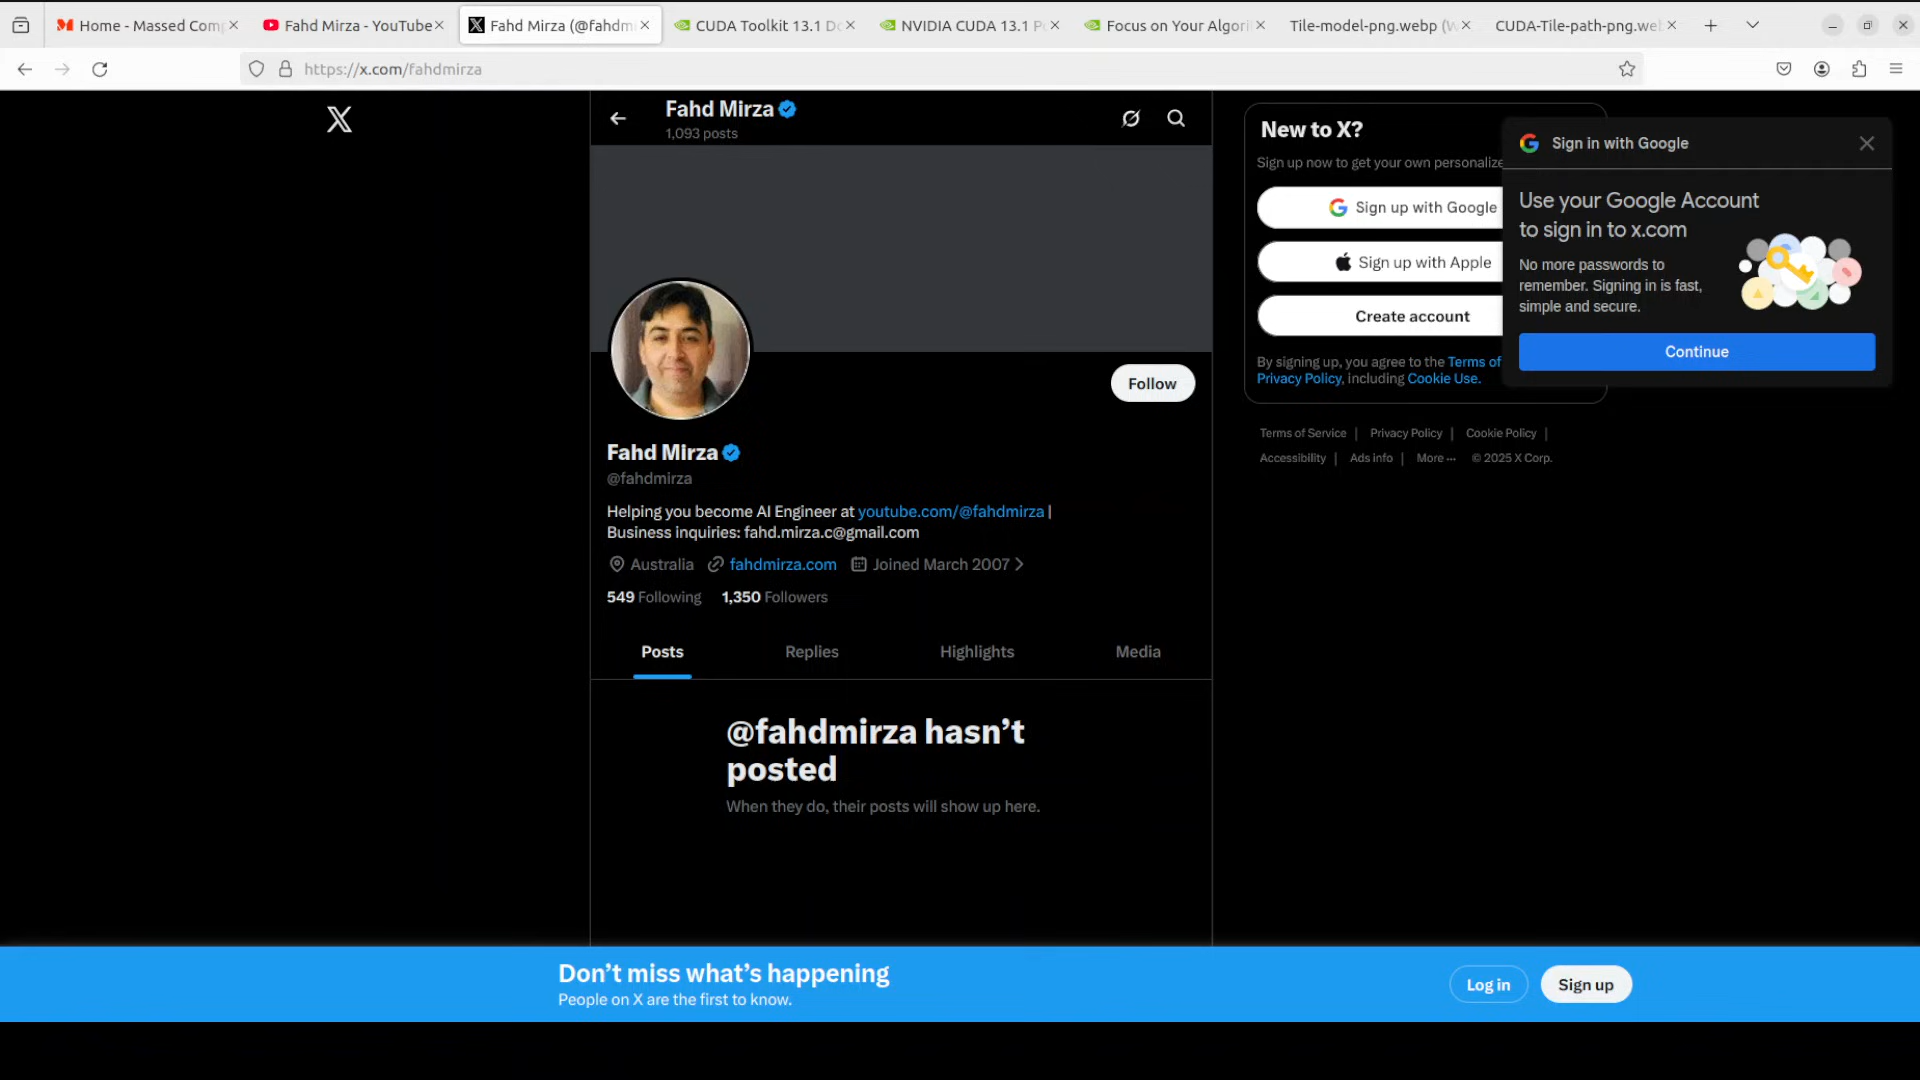 Home - Massed Comp
Fahd Mirza - YouTube
Fahd Mirza (@fahdmi
CUDA Toolkit 13.1 Do
NVIDIA CUDA 13.1 Po
Focus on Your Algori
Tile-model-png.webp (W
CUDA-Tile-path-png.we
https://x.com/fahdmirza
Fahd Mirza
1,093 posts
New to X?
Sign up now to get your own personalize
Sign up with Google
Sign up with Apple
Create account
By signing up, you agree to the Terms of
Privacy Policy, including Cookie Use.
Sign in with Google
Use your Google Account
to sign in to x.com
No more passwords to
remember. Signing in is fast,
simple and secure.
Continue
Follow
Terms of Service | Privacy Policy | Cookie Policy |
Accessibility | Ads info | More ··· © 2025 X Corp.
Fahd Mirza
@fahdmirza
Helping you become AI Engineer at youtube.com/@fahdmirza |
Business inquiries: fahd.mirza.c@gmail.com
Australia fahdmirza.com Joined March 2007
549 Following 1,350 Followers
Posts Replies Highlights Media
@fahdmirza hasn’t
posted
When they do, their posts will show up here.
Don’t miss what’s happening
People on X are the first to know.
Log in
Sign up